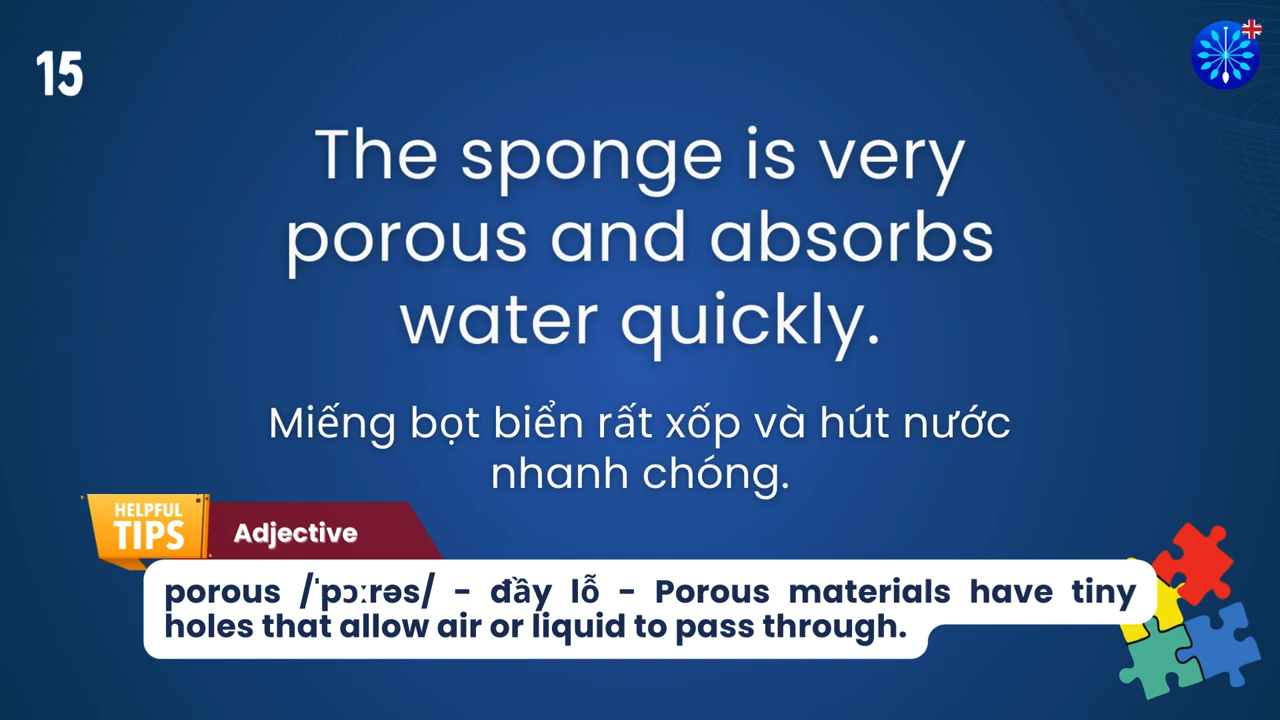 15
The sponge is very
porous and absorbs
water quickly.
Miếng bọt biển rất xốp và hút nước
nhanh chóng.
HELPFUL
TIPS
Adjective
porous /ˈpɔːrəs/ - đầy lỗ - Porous materials have tiny
holes that allow air or liquid to pass through.